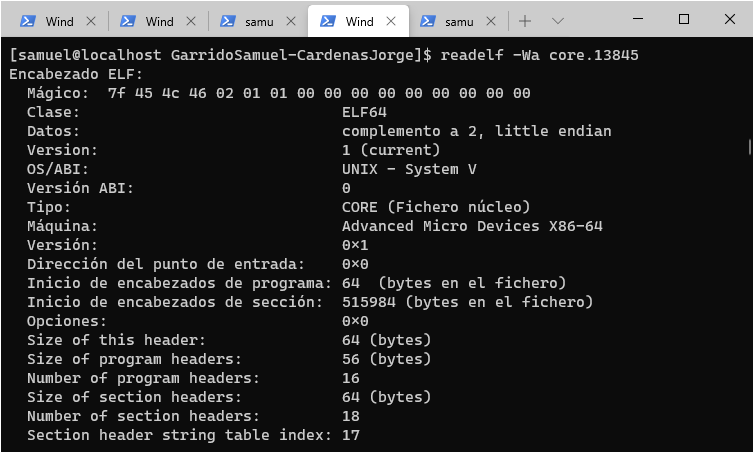 Wind Wind samu Wind samu
[samuel@localhost GarridoSamuel-CardenasJorge]$ readelf -Wa core.13845
Encabezado ELF:
Mágico: 7f 45 4c 46 02 01 01 00 00 00 00 00 00 00 00 00
Clase: ELF64
Datos: complemento a 2, little endian
Version: 1 (current)
OS/ABI: UNIX - System V
Versión ABI: 0
Tipo: CORE (Fichero núcleo)
Máquina: Advanced Micro Devices X86-64
Versión: 0x1
Dirección del punto de entrada: 0x0
Inicio de encabezados de programa: 64 (bytes en el fichero)
Inicio de encabezados de sección: 515984 (bytes en el fichero)
Opciones: 0x0
Size of this header: 64 (bytes)
Size of program headers: 56 (bytes)
Number of program headers: 16
Size of section headers: 64 (bytes)
Number of section headers: 18
Section header string table index: 17